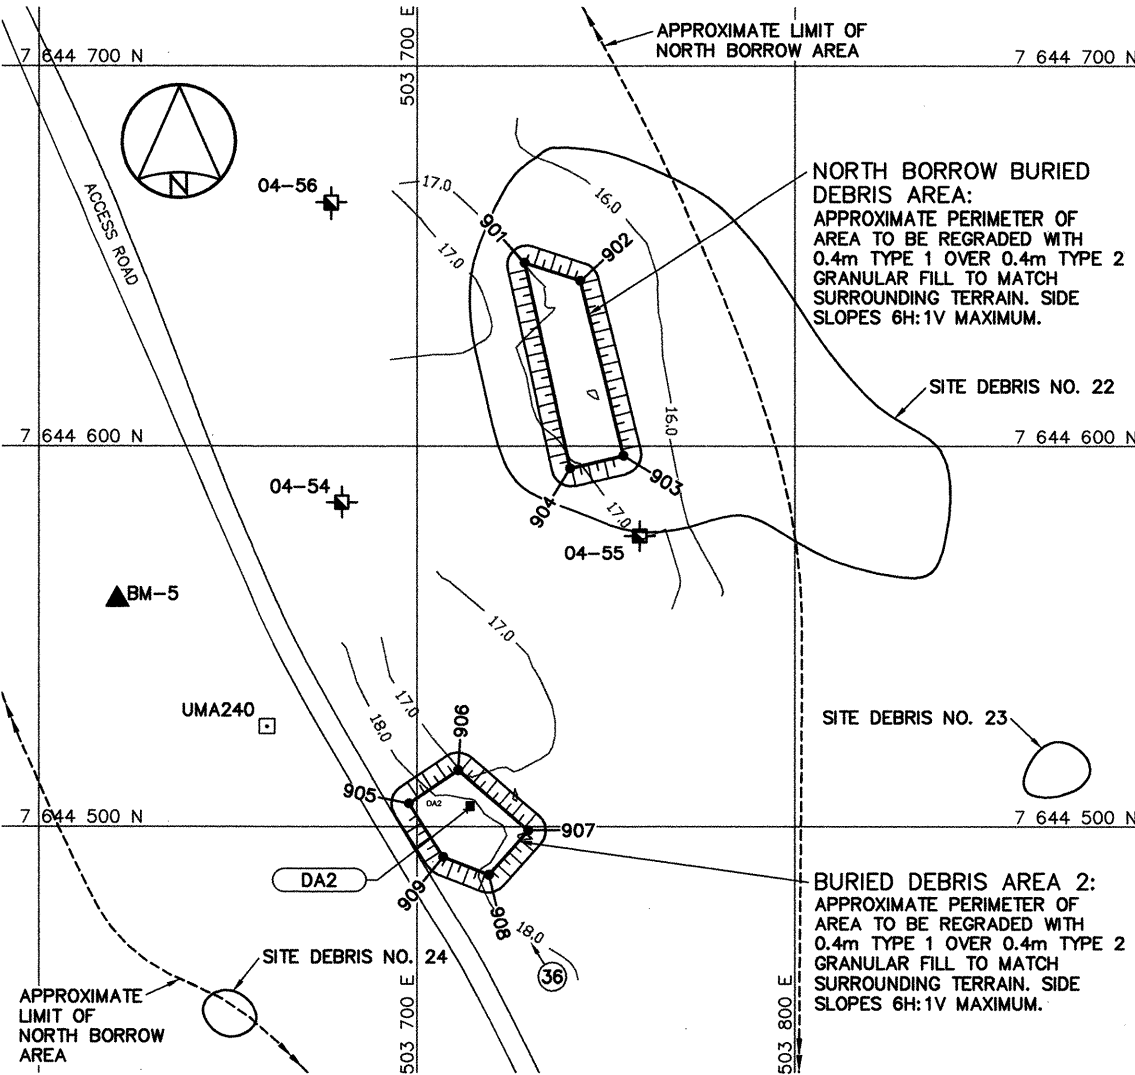 APPROXIMATE LIMIT OF
NORTH BORROW AREA
7 644 700 N
503 700 E
7 644 700 N
N
ACCESS ROAD
04-56
17.0
17.0
16.0
901
902
NORTH BORROW BURIED
DEBRIS AREA:
APPROXIMATE PERIMETER OF
AREA TO BE REGRADED WITH
0.4m TYPE 1 OVER 0.4m TYPE 2
GRANULAR FILL TO MATCH
SURROUNDING TERRAIN. SIDE
SLOPES 6H:1V MAXIMUM.
SITE DEBRIS NO. 22
16.0
7 644 600 N
7 644 600 N
04-54
904
903
17.0
04-55
BM-5
17.0
UMA240
17.0
18.0
906
SITE DEBRIS NO. 23
905
DA2
7 644 500 N
907
7 644 500 N
DA2
909
908
18.0
36
BURIED DEBRIS AREA 2:
APPROXIMATE PERIMETER OF
AREA TO BE REGRADED WITH
0.4m TYPE 1 OVER 0.4m TYPE 2
GRANULAR FILL TO MATCH
SURROUNDING TERRAIN. SIDE
SLOPES 6H:1V MAXIMUM.
SITE DEBRIS NO. 24
APPROXIMATE
LIMIT OF
NORTH BORROW
AREA
503 700 E
503 800 E